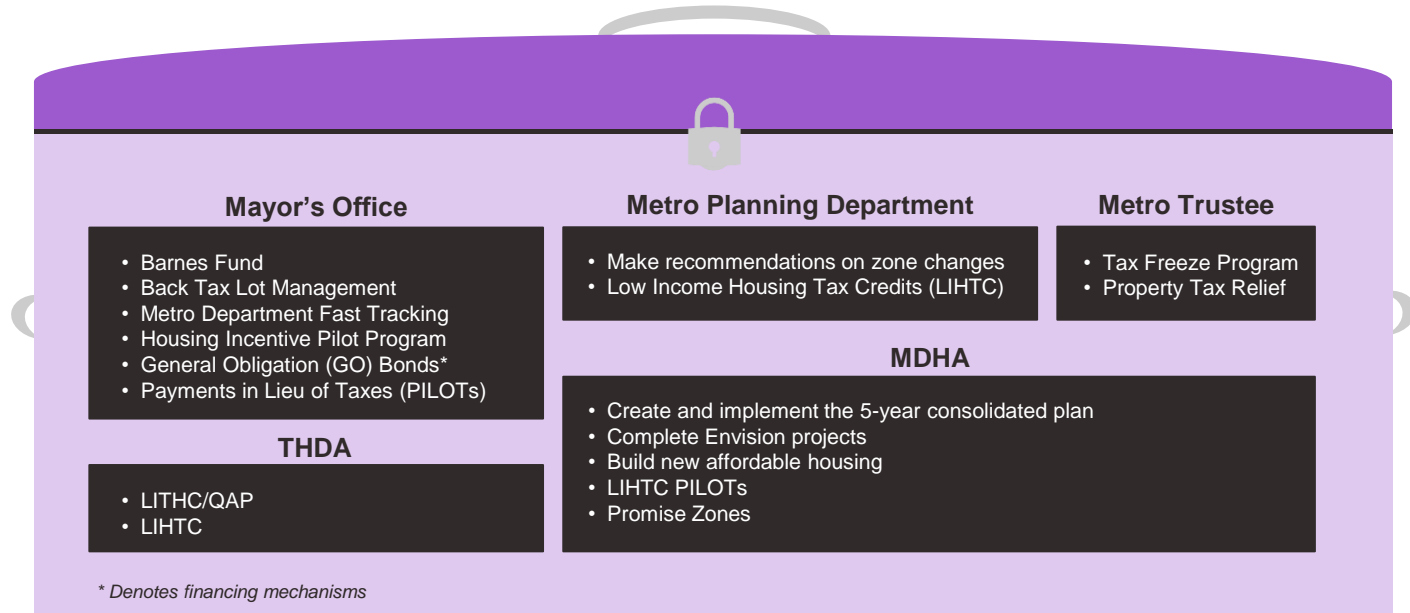 Mayor's Office
• Barnes Fund
• Back Tax Lot Management
• Metro Department Fast Tracking
• Housing Incentive Pilot Program
• General Obligation (GO) Bonds*
• Payments in Lieu of Taxes (PILOTs)
THDA
• LITHC/QAP
• LIHTC
Metro Planning Department
• Make recommendations on zone changes
• Low Income Housing Tax Credits (LIHTC)
Metro Trustee
• Tax Freeze Program
• Property Tax Relief
MDHA
• Create and implement the 5-year consolidated plan
• Complete Envision projects
• Build new affordable housing
• LIHTC PILOTs
• Promise Zones
* Denotes financing mechanisms